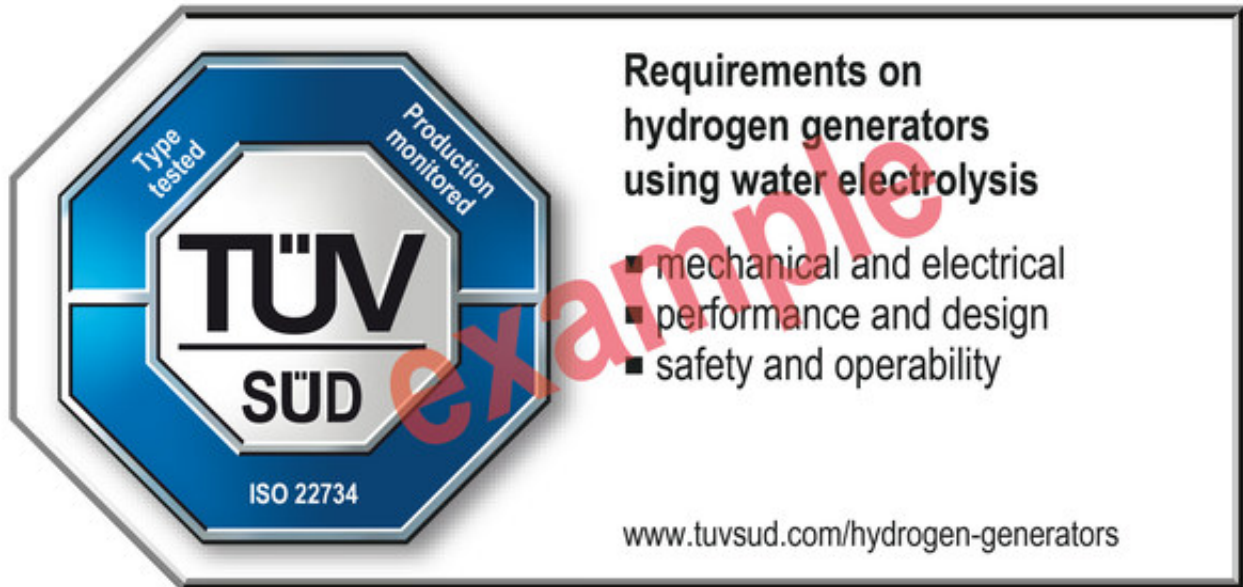 Type
tested
Production
monitored
TÜV
SÜD
ISO 22734
Requirements on
hydrogen generators
using water electrolysis
▪ mechanical and electrical
▪ performance and design
▪ safety and operability
www.tuvsud.com/hydrogen-generators
example